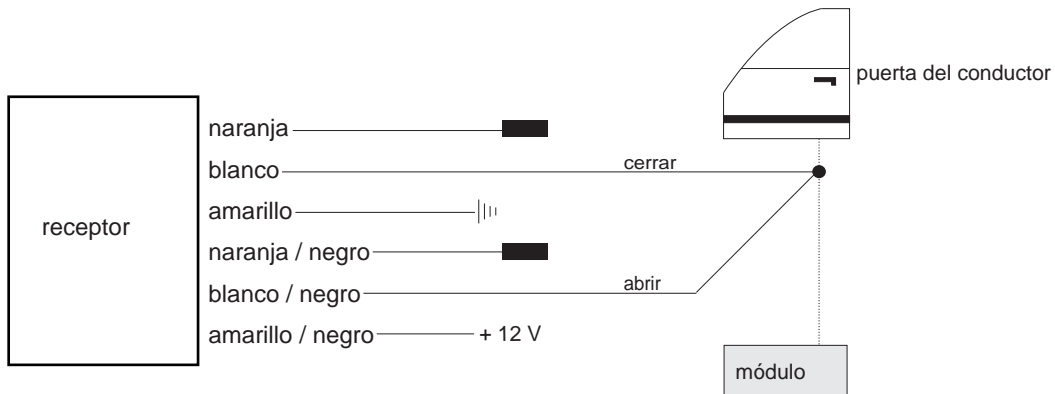 puerta del conductor
naranja
blanco
cerrar
amarillo
receptor
naranja / negro
blanco / negro
abrir
amarillo / negro
+ 12 V
módulo